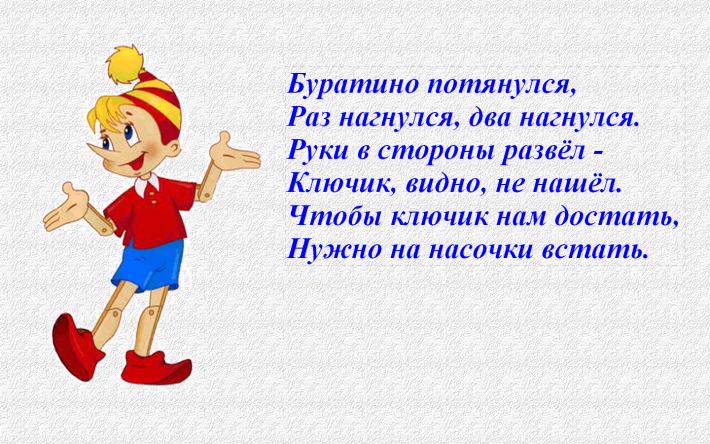 Буратино потянулся,
Раз нагнулся, два нагнулся.
Руки в стороны развёл -
Ключик, видно, не нашёл.
Чтобы ключик нам достать,
Нужно на насочки встать.